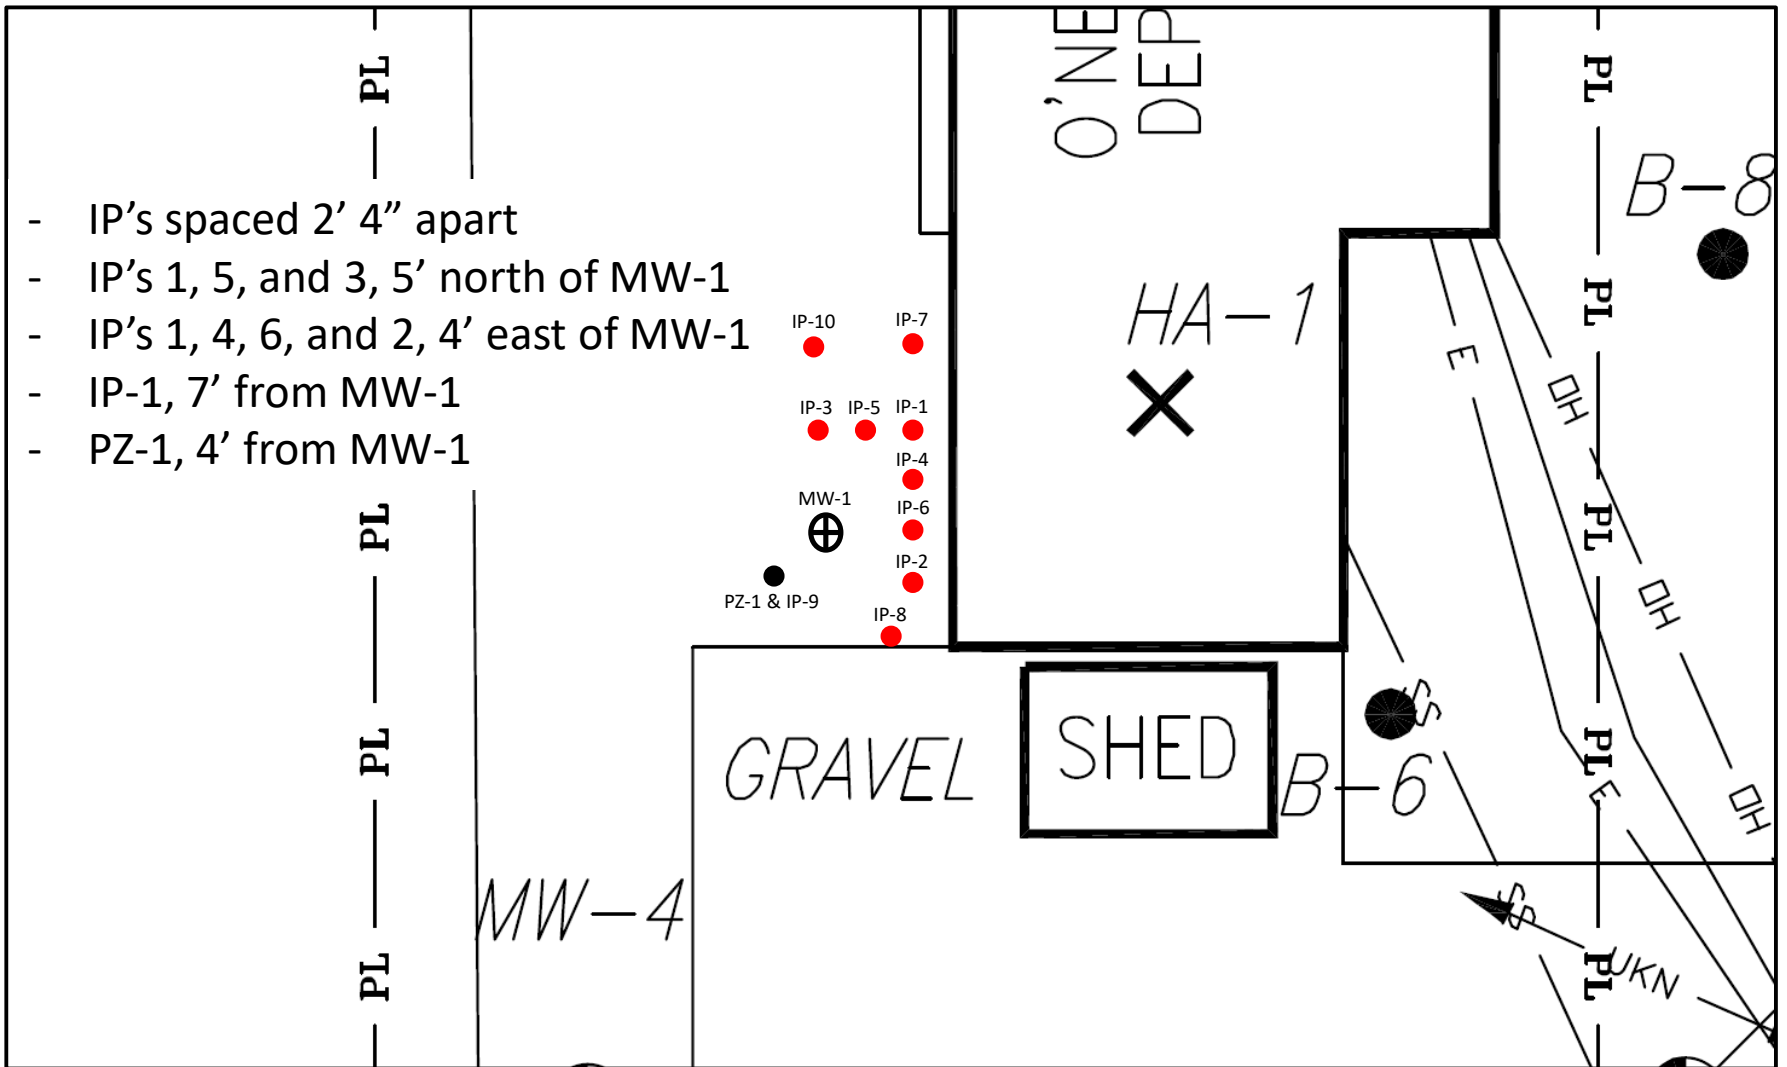 PL
PL
O'NE
DEP
B-8
- IP’s spaced 2’ 4” apart
- IP’s 1, 5, and 3, 5’ north of MW-1
- IP’s 1, 4, 6, and 2, 4’ east of MW-1
- IP-1, 7’ from MW-1
- PZ-1, 4’ from MW-1
HA-1
PL
IP-10
IP-7
E
OH
IP-3
IP-5
IP-1
IP-4
MW-1
IP-6
PL
PL
IP-2
PZ-1 & IP-9
IP-8
OH
SS
GRAVEL
SHED
B-6
PL
PL
E
OH
MW-4
SS
PL
PL
UKN